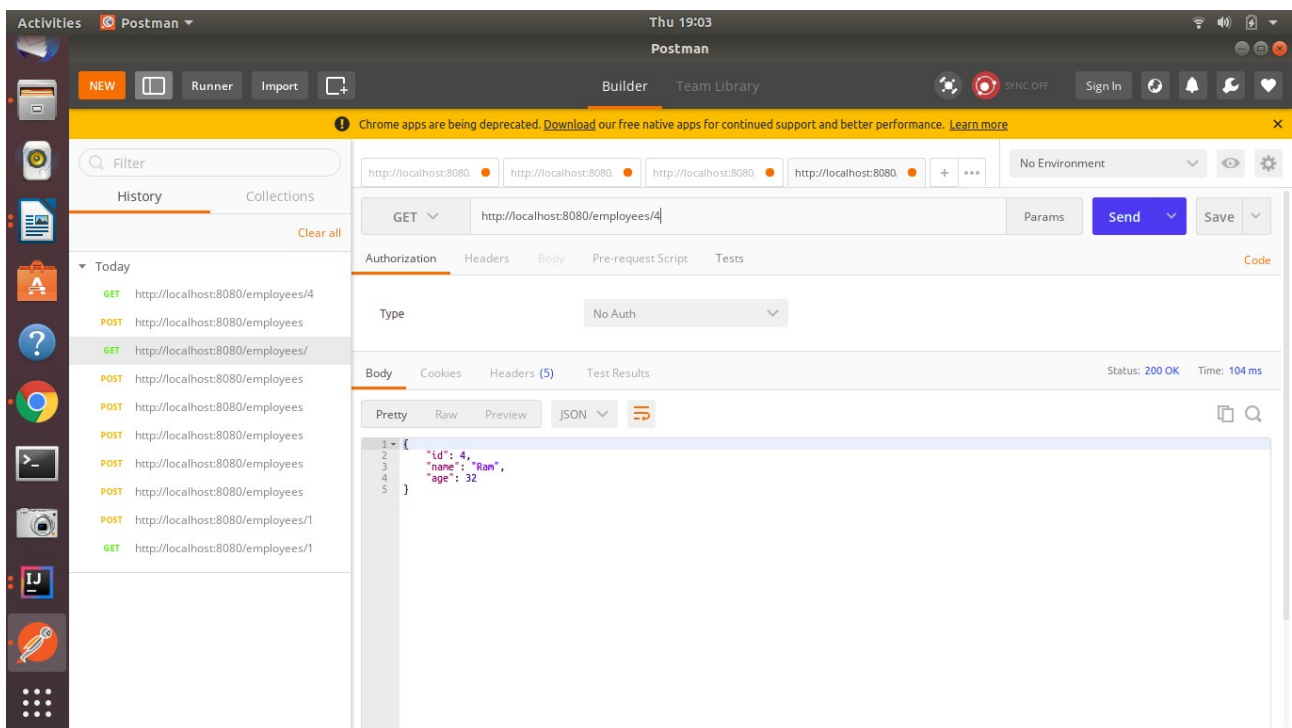 Activities Postman Thu 19:03
Postman
NEW Runner Import Builder Team Library SYNC OFF Sign In
Chrome apps are being deprecated. Download our free native apps for continued support and better performance. Learn more
Filter
History Collections
Clear all
Today
GET http://localhost:8080/employees/4
POST http://localhost:8080/employees
GET http://localhost:8080/employees/
POST http://localhost:8080/employees
POST http://localhost:8080/employees
POST http://localhost:8080/employees
POST http://localhost:8080/employees
POST http://localhost:8080/employees
POST http://localhost:8080/employees/1
GET http://localhost:8080/employees/1
http://localhost:8080 http://localhost:8080 http://localhost:8080 http://localhost:8080 + No Environment
GET http://localhost:8080/employees/4 Params Send Save
Authorization Headers Body Pre-request Script Tests Code
Type No Auth
Body Cookies Headers (5) Test Results Status: 200 OK Time: 104 ms
Pretty Raw Preview JSON
1 {
2 "id": 4,
3 "name": "Ram",
4 "age": 32
5 }
IJ